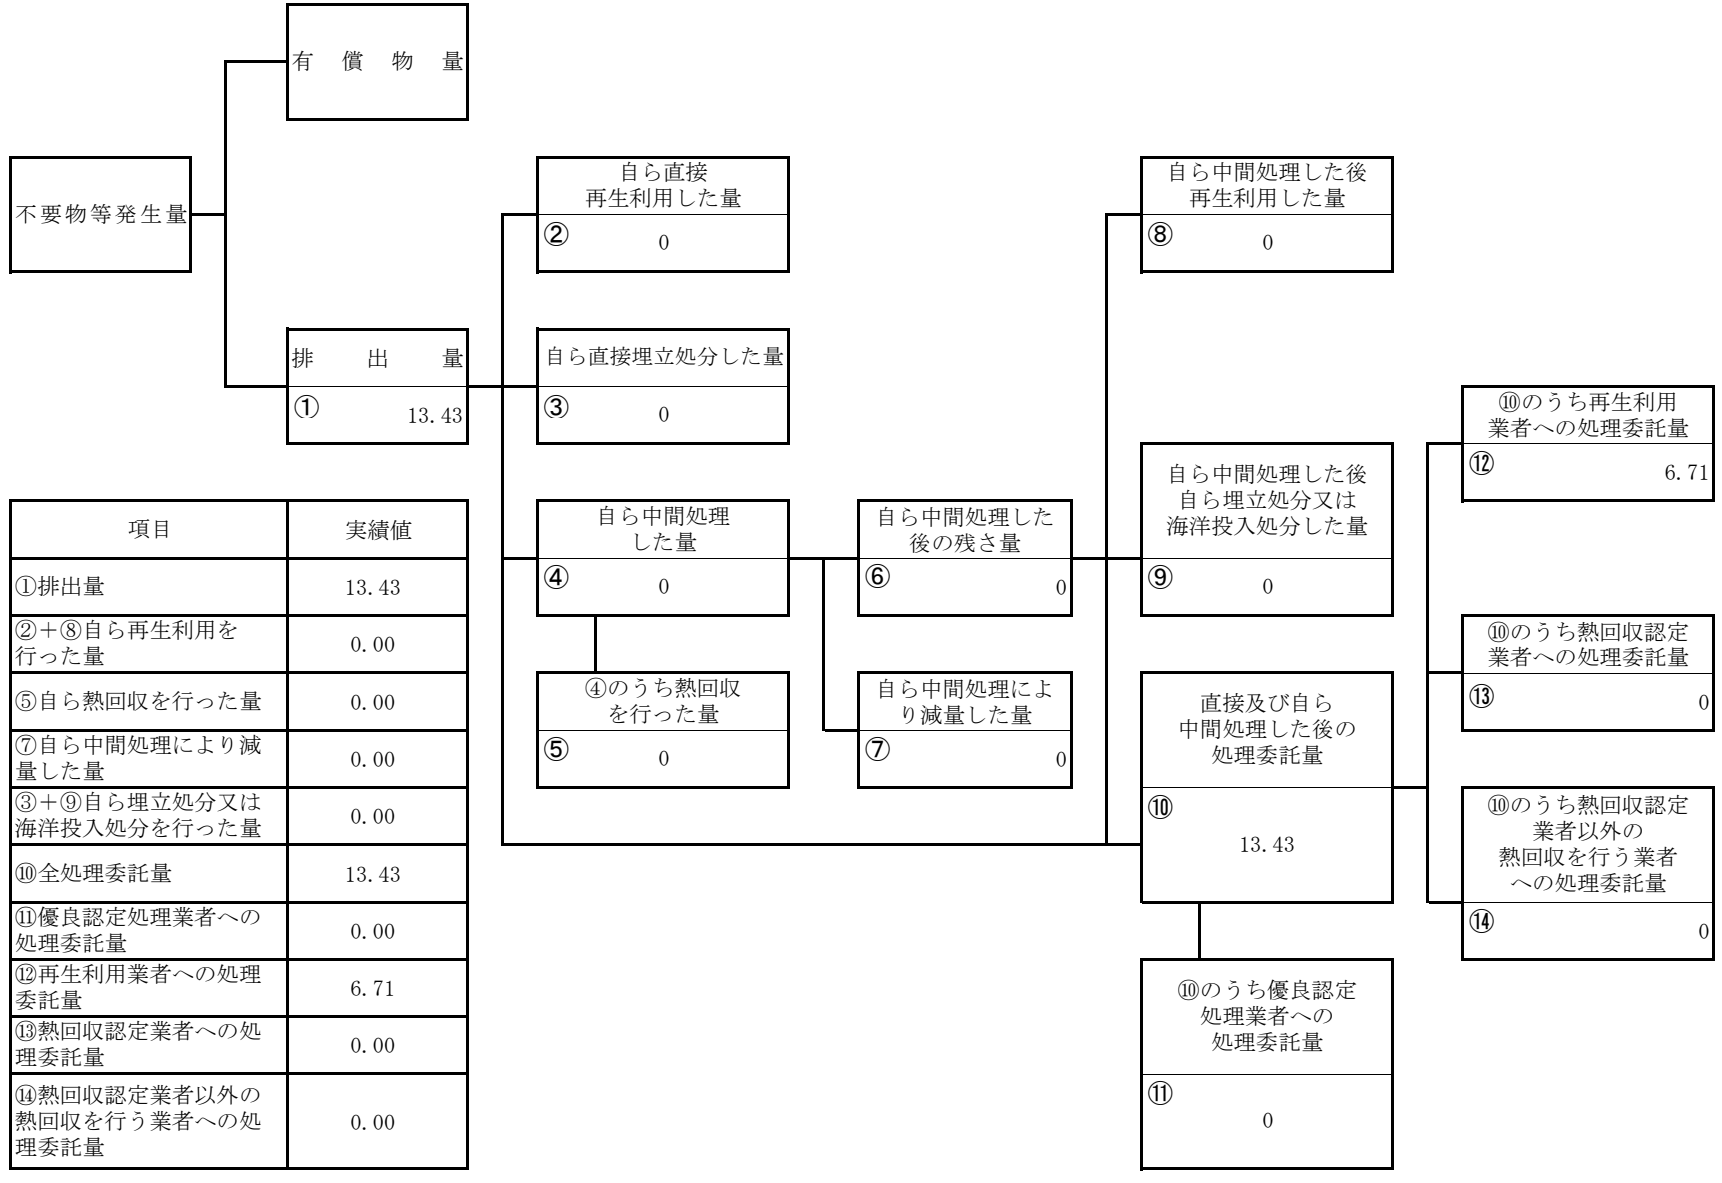 有償物量
不要物等発生量
自ら直接
再生利用した量
②
0
自ら中間処理した後
再生利用した量
⑧
0
排出量
①
13.43
自ら直接埋立処分した量
③
0
⑩のうち再生利用
業者への処理委託量
⑫
6.71
自ら中間処理
した量
④
0
自ら中間処理した
後の残さ量
⑥
0
自ら中間処理した後
自ら埋立処分又は
海洋投入処分した量
⑨
0
⑩のうち熱回収認定
業者への処理委託量
⑬
0
④のうち熱回収
を行った量
⑤
0
自ら中間処理によ
り減量した量
⑦
0
直接及び自ら
中間処理した後の
処理委託量
⑩
13.43
⑩のうち熱回収認定
業者以外の
熱回収を行う業者
への処理委託量
⑭
0
⑩のうち優良認定
処理業者への
処理委託量
⑪
0
項目 実績値
①排出量 13.43
②＋⑧自ら再生利用を
行った量 0.00
⑤自ら熱回収を行った量 0.00
⑦自ら中間処理により減
量した量 0.00
③＋⑨自ら埋立処分又は
海洋投入処分を行った量 0.00
⑩全処理委託量 13.43
⑪優良認定処理業者への
処理委託量 0.00
⑫再生利用業者への処理
委託量 6.71
⑬熱回収認定業者への処
理委託量 0.00
⑭熱回収認定業者以外の
熱回収を行う業者への処
理委託量 0.00